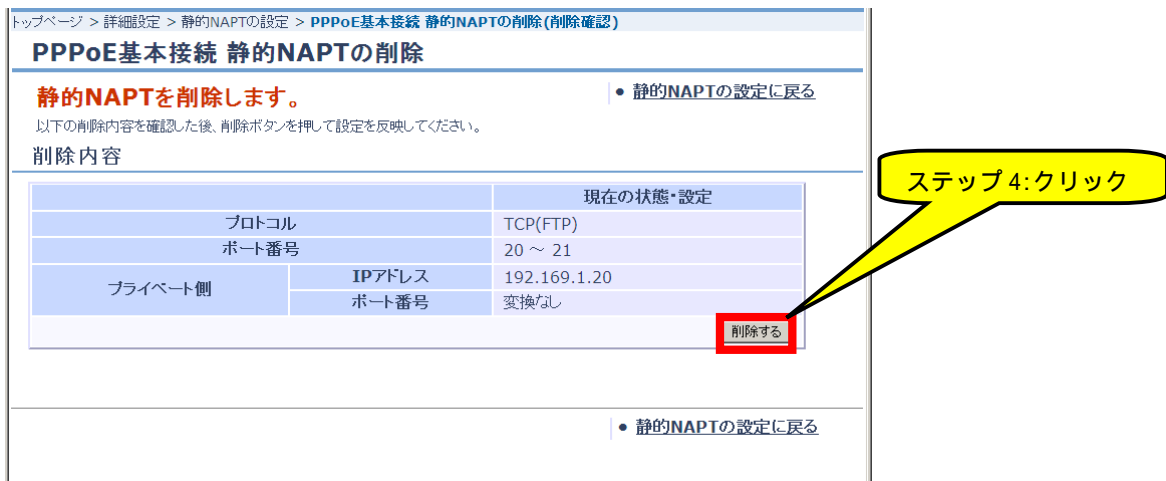 トップページ > 詳細設定 > 静的NAPTの設定 > PPPoE基本接続 静的NAPTの削除(削除確認)
PPPoE基本接続 静的NAPTの削除
静的NAPTを削除します。
• 静的NAPTの設定に戻る
以下の削除内容を確認した後、削除ボタンを押して設定を反映してください。
削除内容
ステップ 4:クリック
現在の状態・設定
プロトコル TCP(FTP)
ポート番号 20 ~ 21
プライベート側 IPアドレス 192.169.1.20
ポート番号 変換なし
削除する
• 静的NAPTの設定に戻る